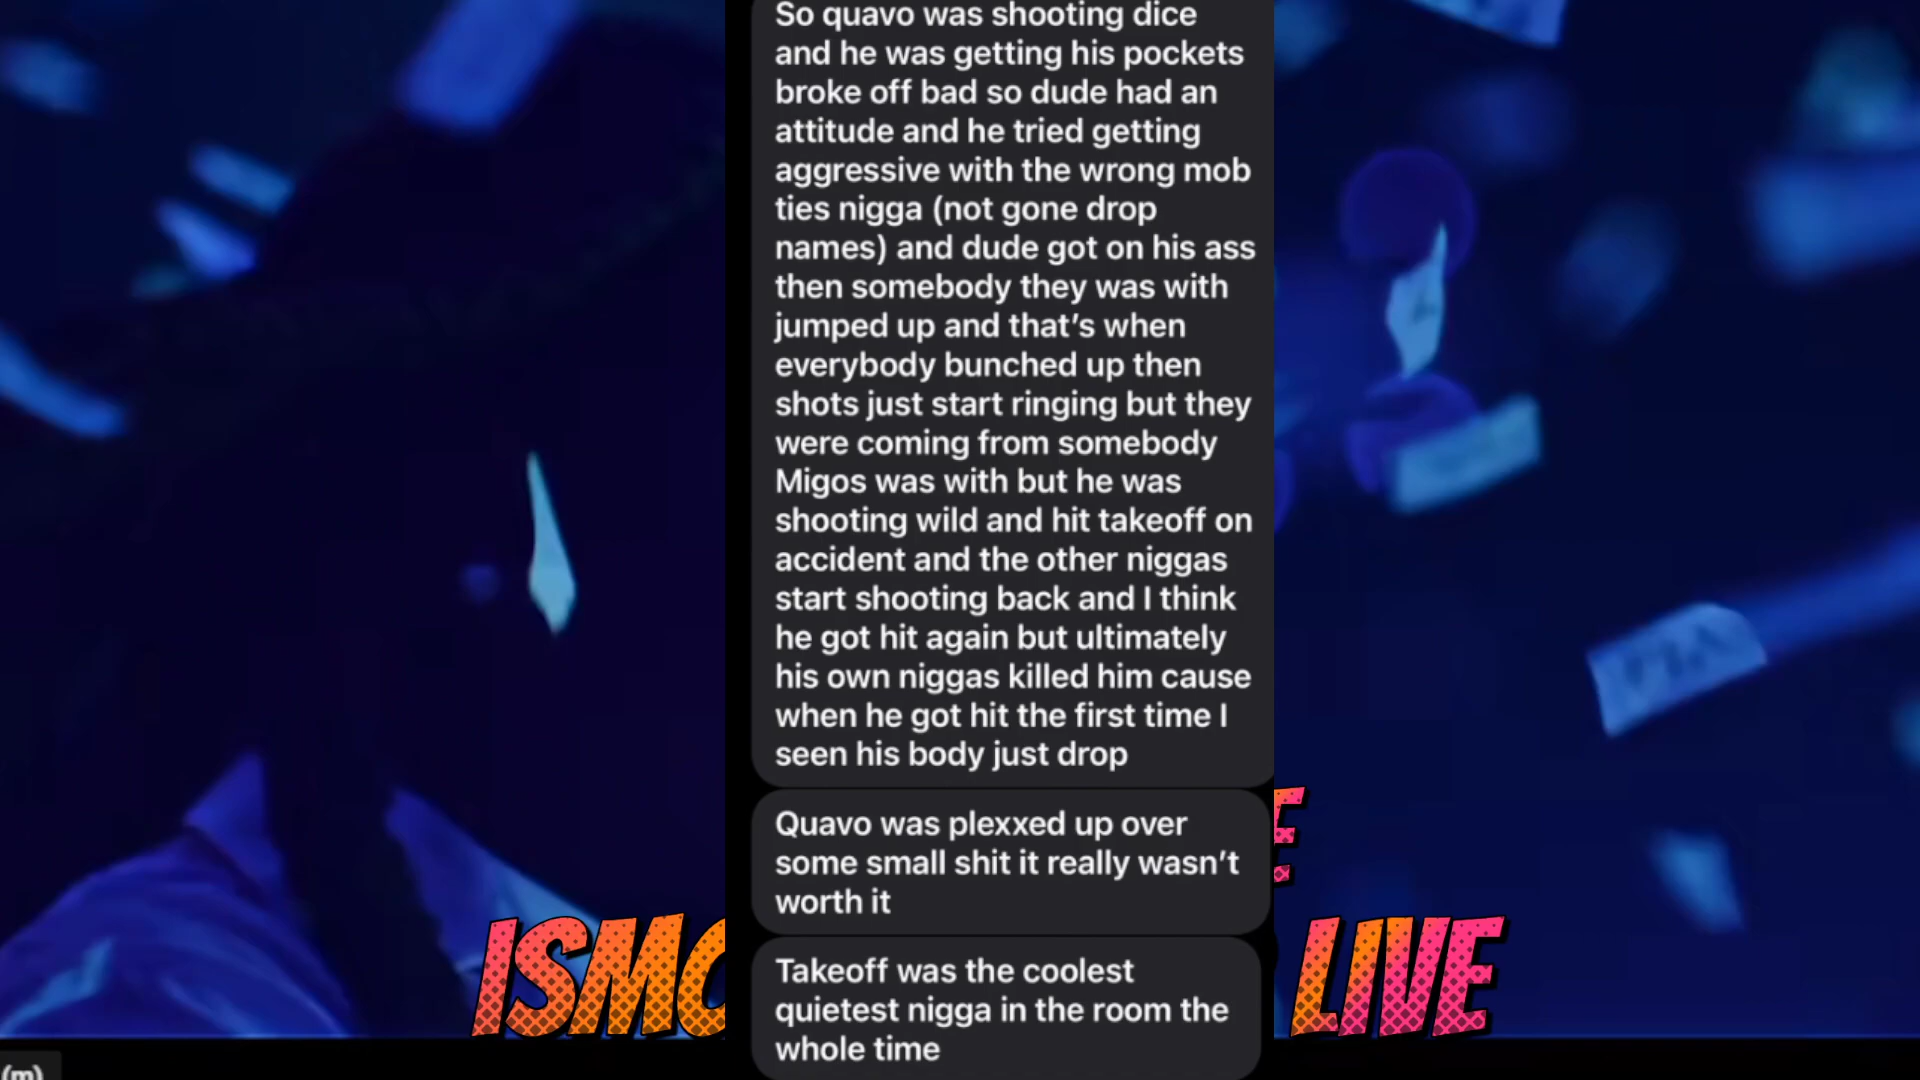 So quavo was shooting dice
and he was getting his pockets
broke off bad so dude had an
attitude and he tried getting
aggressive with the wrong mob
ties nigga (not gone drop
names) and dude got on his ass
then somebody they was with
jumped up and that’s when
everybody bunched up then
shots just start ringing but they
were coming from somebody
Migos was with but he was
shooting wild and hit takeoff on
accident and the other niggas
start shooting back and I think
he got hit again but ultimately
his own niggas killed him cause
when he got hit the first time I
seen his body just drop
Quavo was plexxed up over
some small shit it really wasn’t
worth it
Takeoff was the coolest
quietest nigga in the room the
whole time
E
ISMO
LIVE
(m)